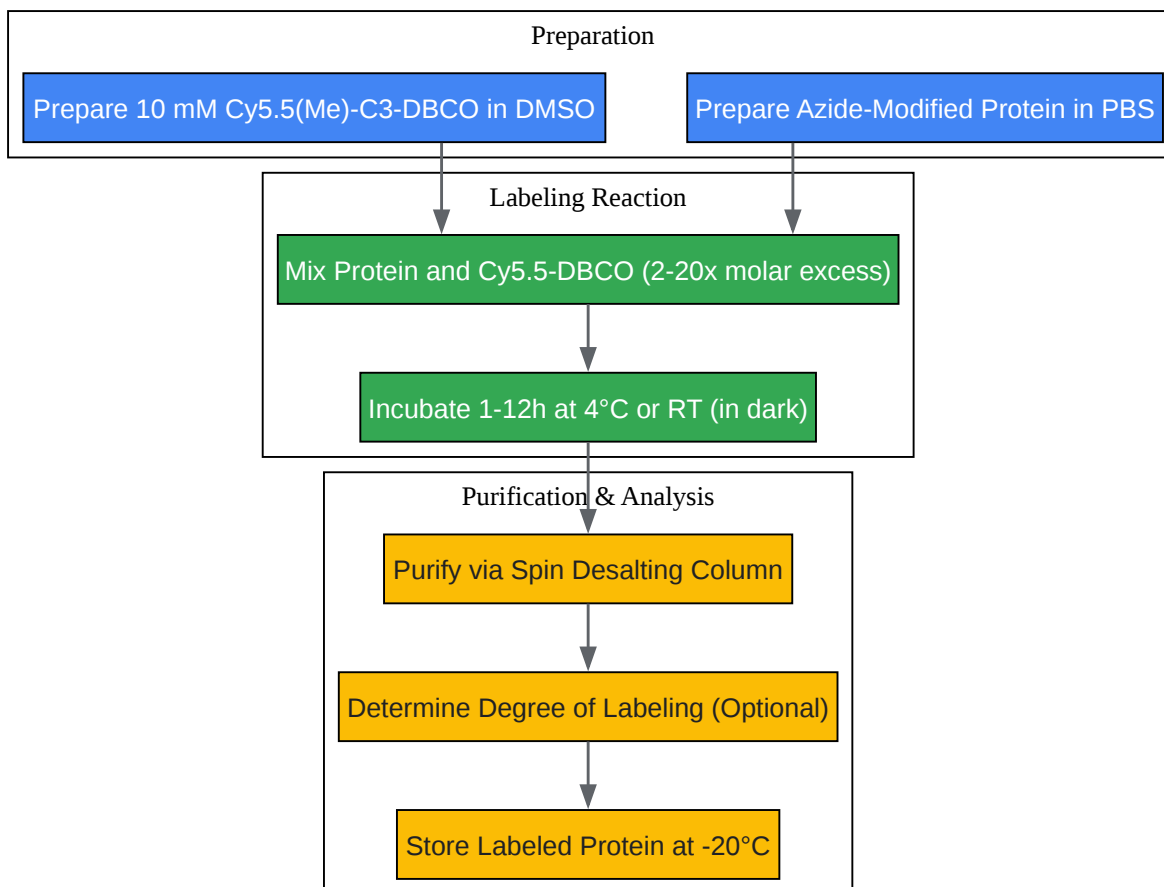 Preparation
Prepare 10 mM Cy5.5(Me)-C3-DBCO in DMSO
Prepare Azide-Modified Protein in PBS
Labeling Reaction
Mix Protein and Cy5.5-DBCO (2-20x molar excess)
Incubate 1-12h at 4°C or RT (in dark)
Purification & Analysis
Purify via Spin Desalting Column
Determine Degree of Labeling (Optional)
Store Labeled Protein at -20°C